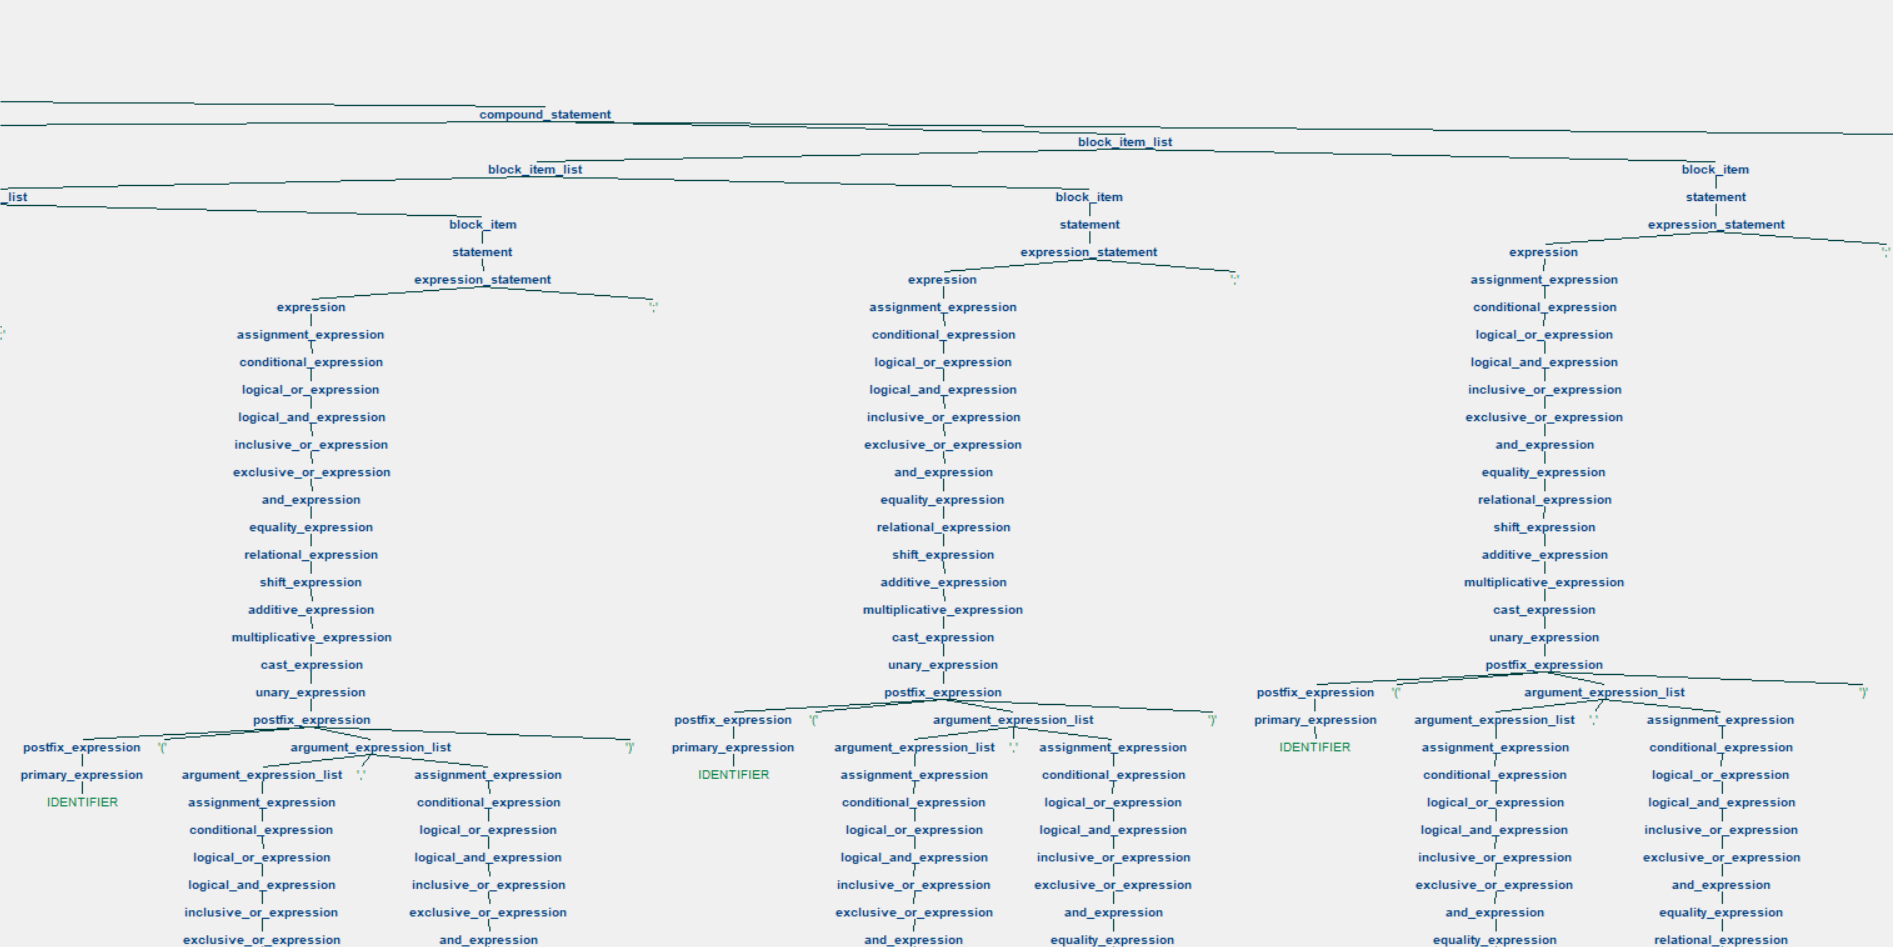 compound_statement
block_item_list
block_item_list block_item
_list block_item statement
block_item statement expression_statement
statement expression_statement expression ';'
expression_statement expression ';' assignment_expression
expression ';' assignment_expression conditional_expression
assignment_expression conditional_expression logical_or_expression
conditional_expression logical_or_expression logical_and_expression
logical_or_expression logical_and_expression inclusive_or_expression
logical_and_expression inclusive_or_expression exclusive_or_expression
inclusive_or_expression exclusive_or_expression and_expression
exclusive_or_expression and_expression equality_expression
and_expression equality_expression relational_expression
equality_expression relational_expression shift_expression
relational_expression shift_expression additive_expression
shift_expression additive_expression multiplicative_expression
additive_expression multiplicative_expression cast_expression
multiplicative_expression cast_expression unary_expression
cast_expression unary_expression postfix_expression
unary_expression postfix_expression postfix_expression '(' argument_expression_list ')'
postfix_expression postfix_expression '(' argument_expression_list ')' primary_expression argument_expression_list ',' assignment_expression
postfix_expression '(' argument_expression_list ')' primary_expression argument_expression_list ',' assignment_expression IDENTIFIER assignment_expression conditional_expression
primary_expression argument_expression_list ',' assignment_expression IDENTIFIER assignment_expression conditional_expression conditional_expression logical_or_expression
IDENTIFIER assignment_expression conditional_expression conditional_expression logical_or_expression logical_or_expression logical_and_expression
conditional_expression logical_or_expression logical_or_expression logical_and_expression logical_and_expression inclusive_or_expression
logical_or_expression logical_and_expression logical_and_expression inclusive_or_expression inclusive_or_expression exclusive_or_expression
logical_and_expression inclusive_or_expression inclusive_or_expression exclusive_or_expression exclusive_or_expression and_expression
inclusive_or_expression exclusive_or_expression exclusive_or_expression and_expression and_expression equality_expression
exclusive_or_expression and_expression and_expression equality_expression equality_expression relational_expression